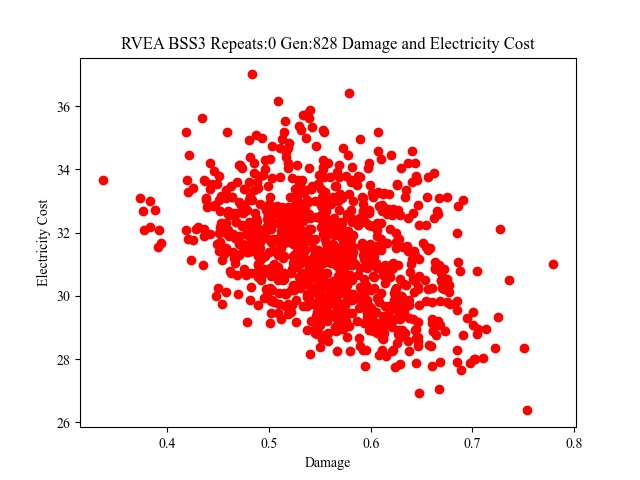 RVEA BSS3 Repeats:0 Gen:828 Damage and Electricity Cost
36
34
32
30
28
26
Electricity Cost
0.4 0.5 0.6 0.7 0.8
Damage